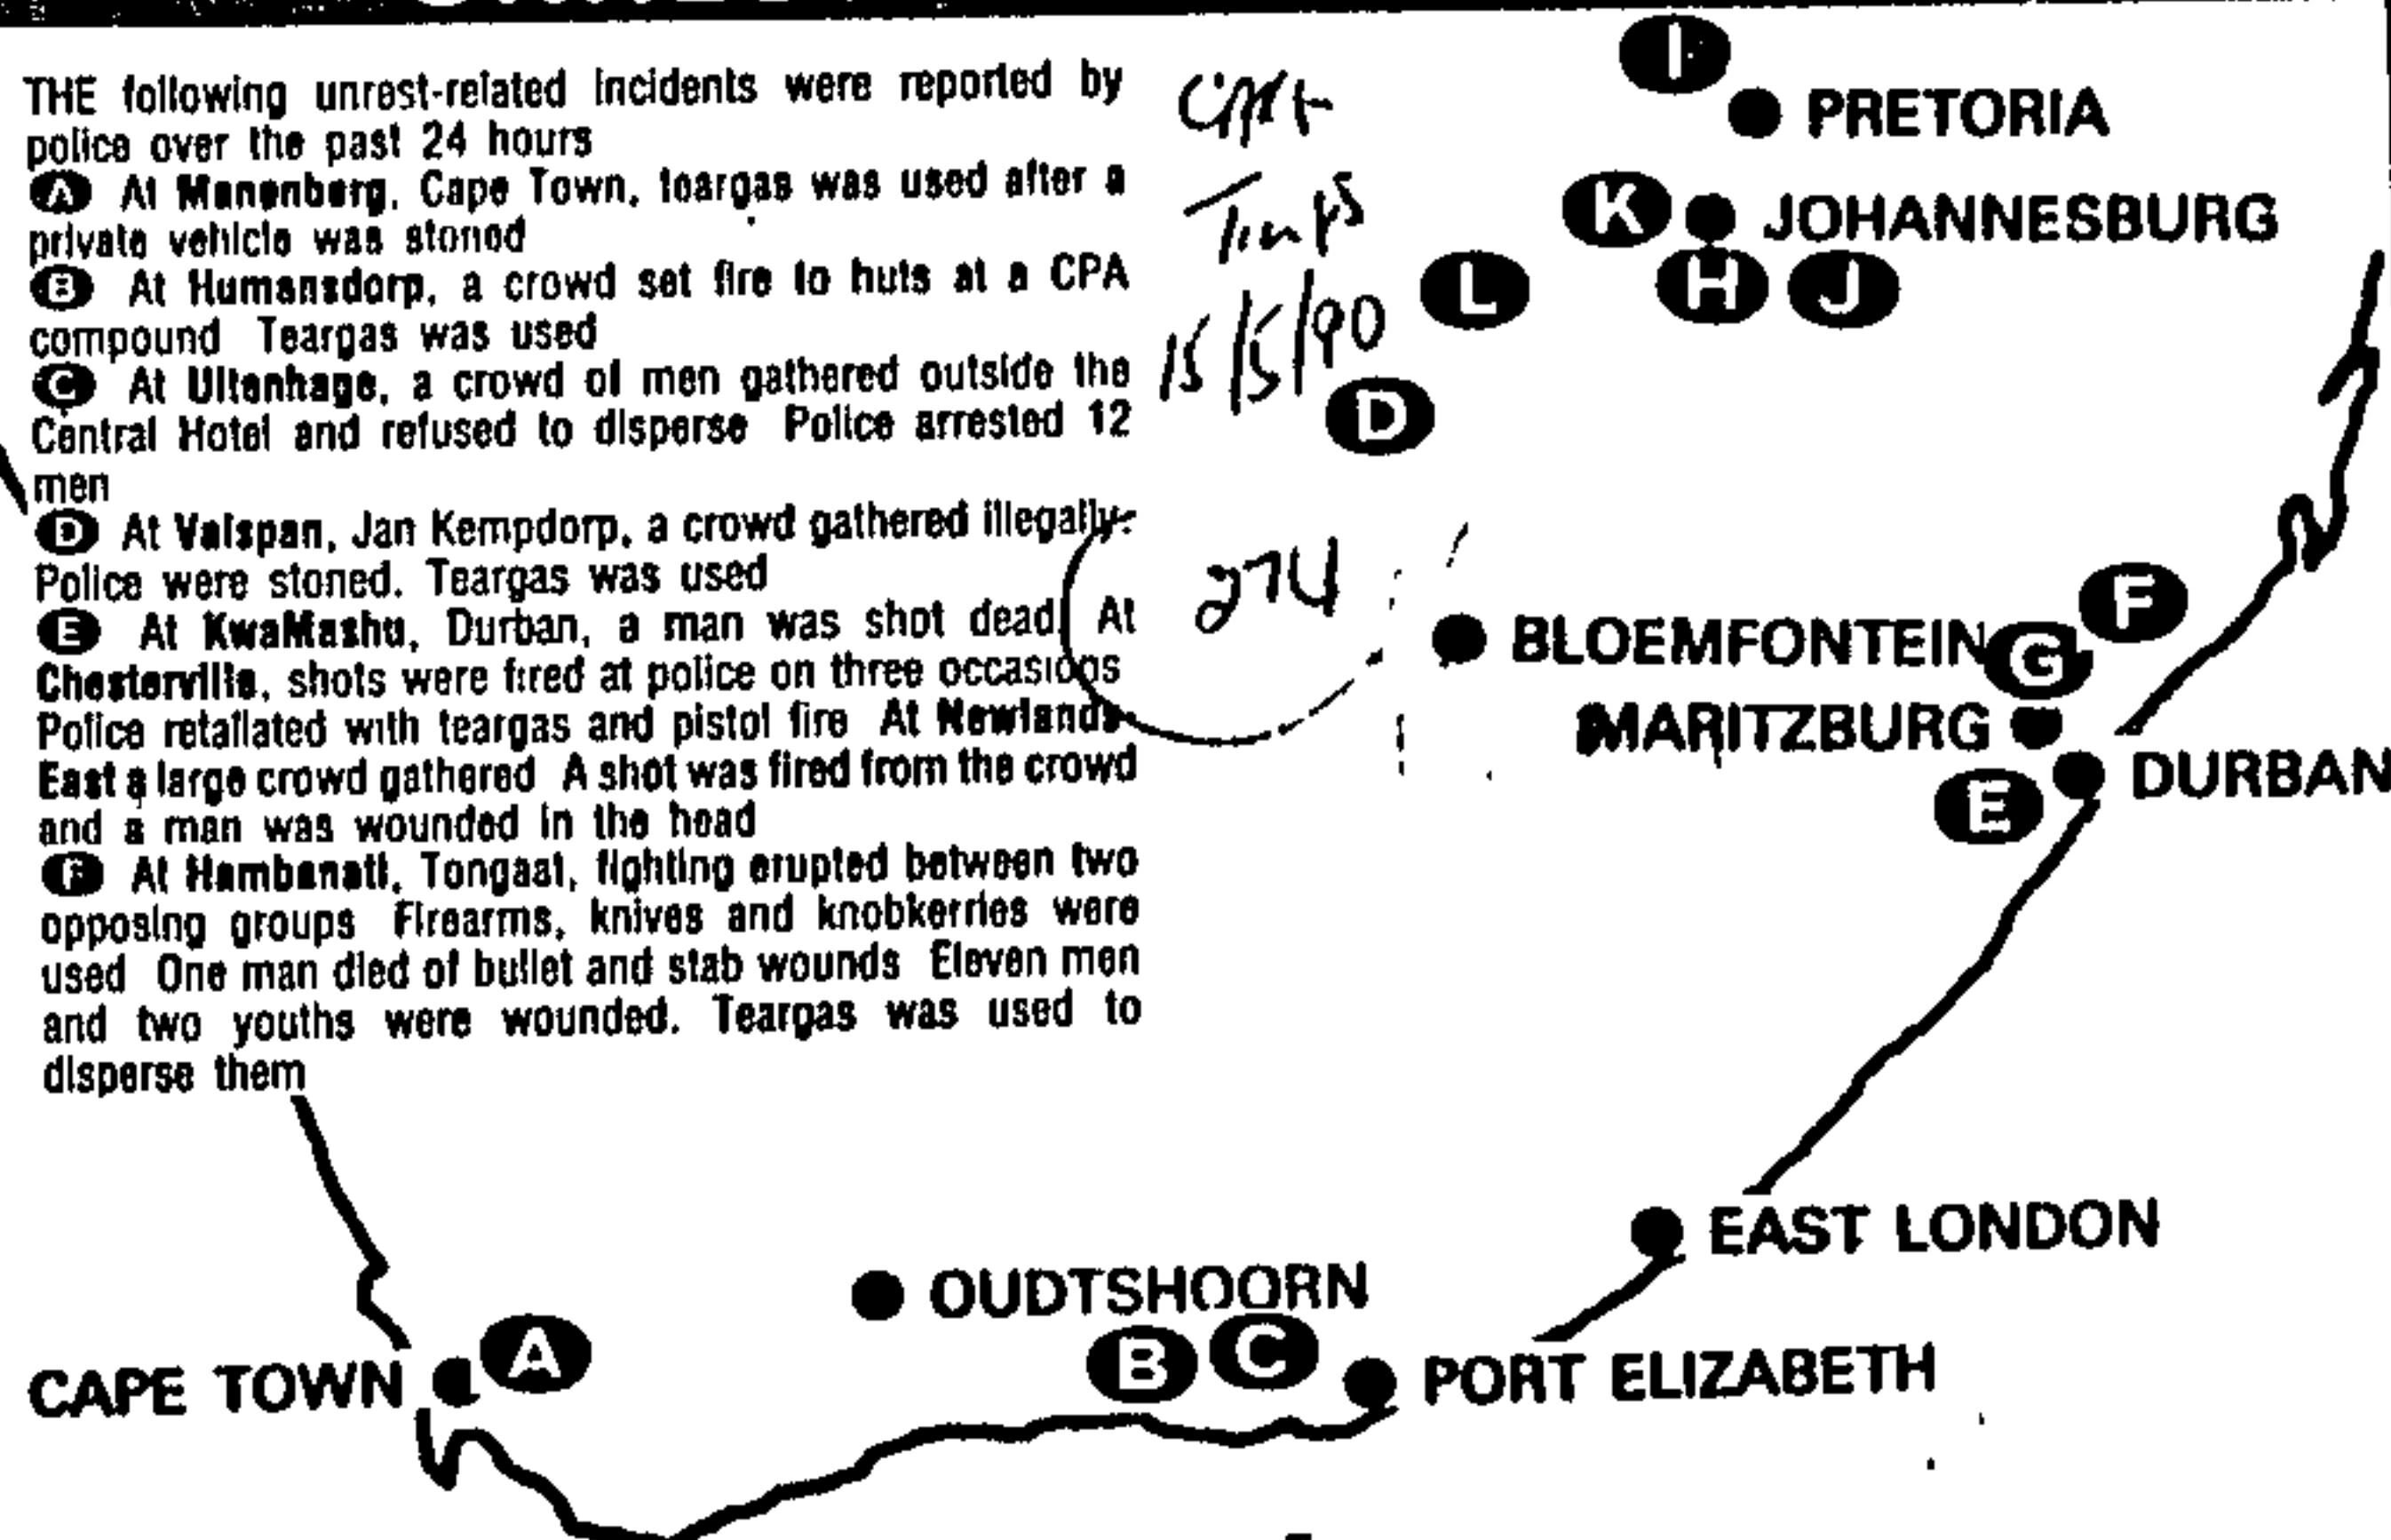 THE following unrest-related incidents were reported by
police over the past 24 hours
A At Manenberg, Cape Town, teargas was used after a
private vehicle was stoned
B At Humansdorp, a crowd set fire to huts at a CPA
compound Teargas was used
C At Uitenhage, a crowd of men gathered outside the
Central Hotel and refused to disperse Police arrested 12
men
D At Valspan, Jan Kempdorp, a crowd gathered illegally.
Police were stoned. Teargas was used
E At KwaMashu, Durban, a man was shot dead At
Chesterville, shots were fired at police on three occasions
Police retaliated with teargas and pistol fire At Newlands
East a large crowd gathered A shot was fired from the crowd
and a man was wounded in the head
F At Hambanati, Tongaat, fighting erupted between two
opposing groups Firearms, knives and knobkerries were
used One man died of bullet and stab wounds Eleven men
and two youths were wounded. Teargas was used to
disperse them
Times
15/5/90
274
I
PRETORIA
K JOHANNESBURG
L H J
D
F
BLOEMFONTEIN G
MARITZBURG
E DURBAN
EAST LONDON
OUDTSHOORN
B C PORT ELIZABETH
CAPE TOWN A